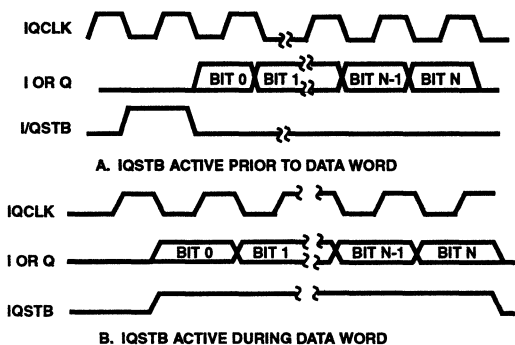 IQCLK
I OR Q BIT 0 BIT 1 BIT N-1 BIT N
I/QSTB
A. IQSTB ACTIVE PRIOR TO DATA WORD
IQCLK
I OR Q BIT 0 BIT 1 BIT N-1 BIT N
IQSTB
B. IQSTB ACTIVE DURING DATA WORD